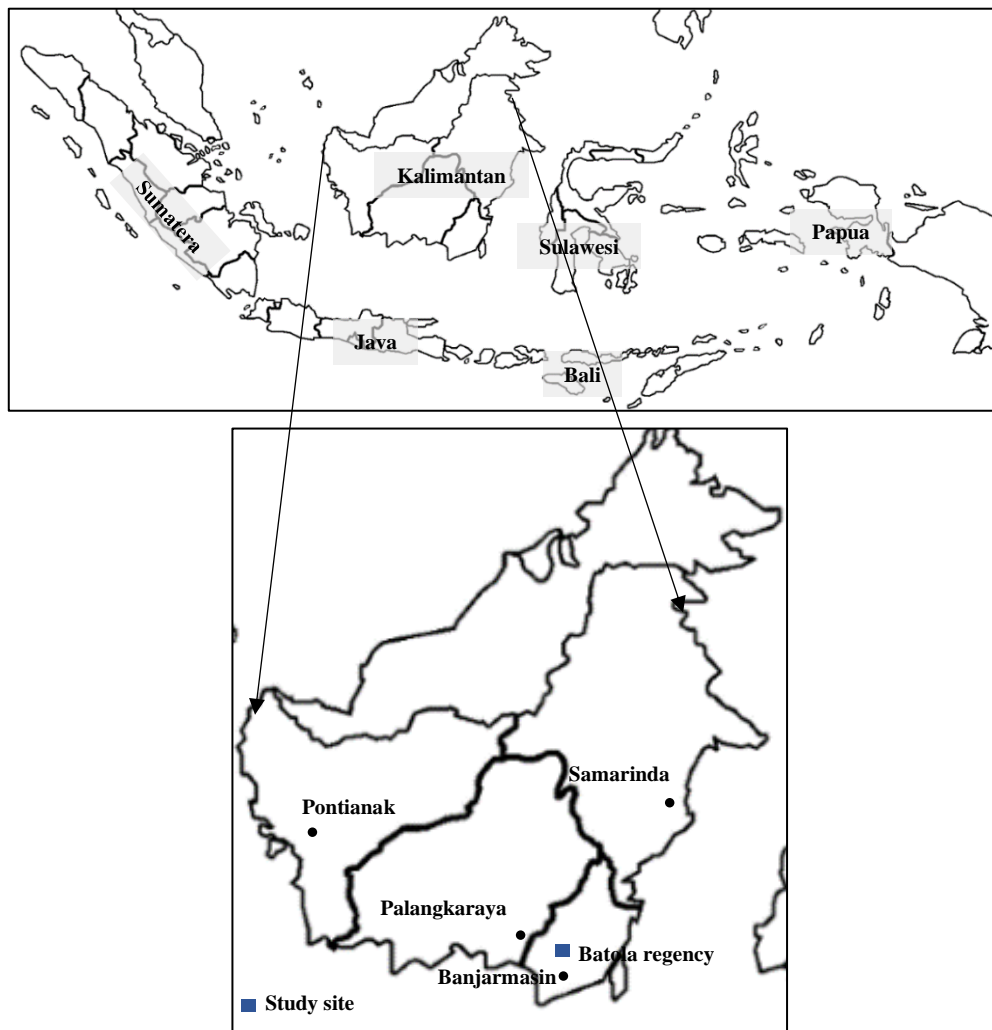 Kalimantan
Sumatera
Papua
Sulawesi
Java
Bali
Samarinda
Pontianak
Palangkaraya
Batola regency
Banjarmasin
Study site